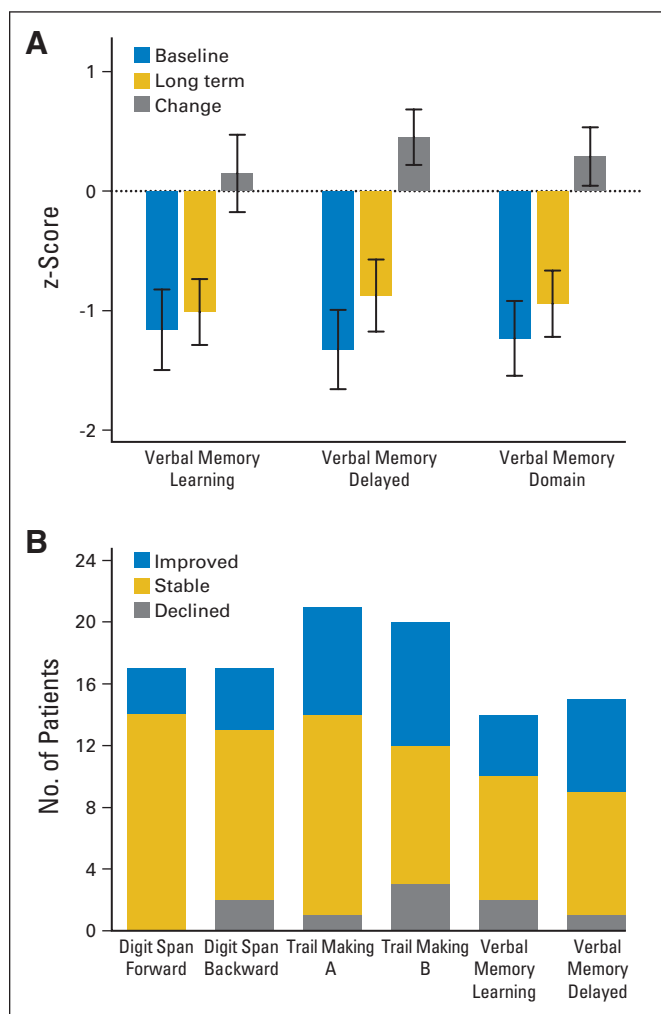 A
Baseline
Long term
Change
1
0
-1
-2
z-Score
Verbal Memory
Learning
Verbal Memory
Delayed
Verbal Memory
Domain
B
Improved
Stable
Declined
24
20
16
12
8
4
0
No. of Patients
Digit Span
Forward
Digit Span
Backward
Trail Making
A
Trail Making
B
Verbal
Memory
Learning
Verbal
Memory
Delayed